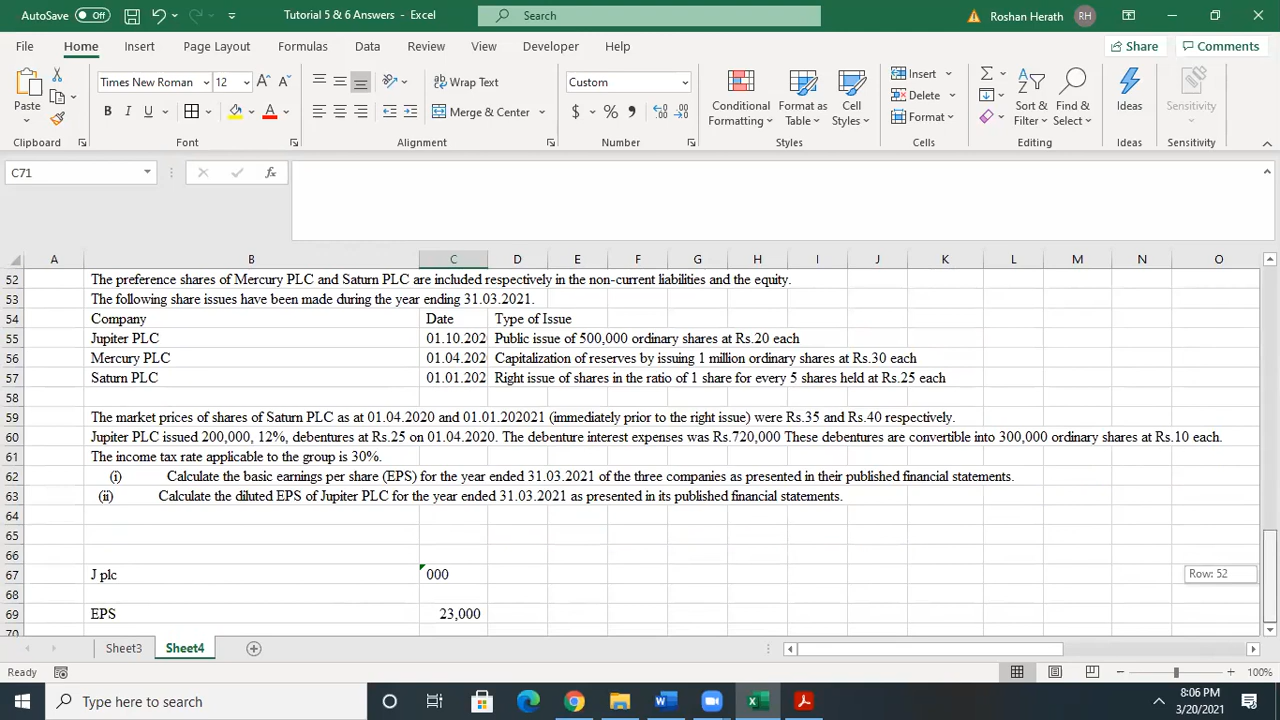 AutoSave Off Tutorial 5 & 6 Answers - Excel Search Roshan Herath RH
File Home Insert Page Layout Formulas Data Review View Developer Help Share Comments
Paste Times New Roman 12 Wrap Text Custom Conditional Format as Cell Insert Sort & Find & Ideas Sensitivity
B I U Merge & Center $ % Formatting Table Styles Delete Filter Select
Format
Clipboard Font Alignment Number Styles Cells Editing Ideas Sensitivity
C71 fx
A B C D E F G H I J K L M N O
52 The preference shares of Mercury PLC and Saturn PLC are included respectively in the non-current liabilities and the equity.
53 The following share issues have been made during the year ending 31.03.2021.
54 Company Date Type of Issue
55 Jupiter PLC 01.10.202 Public issue of 500,000 ordinary shares at Rs.20 each
56 Mercury PLC 01.04.202 Capitalization of reserves by issuing 1 million ordinary shares at Rs.30 each
57 Saturn PLC 01.01.202 Right issue of shares in the ratio of 1 share for every 5 shares held at Rs.25 each
58
59 The market prices of shares of Saturn PLC as at 01.04.2020 and 01.01.202021 (immediately prior to the right issue) were Rs.35 and Rs.40 respectively.
60 Jupiter PLC issued 200,000, 12%, debentures at Rs.25 on 01.04.2020. The debenture interest expenses was Rs.720,000 These debentures are convertible into 300,000 ordinary shares at Rs.10 each.
61 The income tax rate applicable to the group is 30%.
62 (i) Calculate the basic earnings per share (EPS) for the year ended 31.03.2021 of the three companies as presented in their published financial statements.
63 (ii) Calculate the diluted EPS of Jupiter PLC for the year ended 31.03.2021 as presented in its published financial statements.
64
65
66
67 J plc 000 Row: 52
68
69 EPS 23,000
70
Sheet3 Sheet4
Ready 100%
Type here to search 8:06 PM
3/20/2021